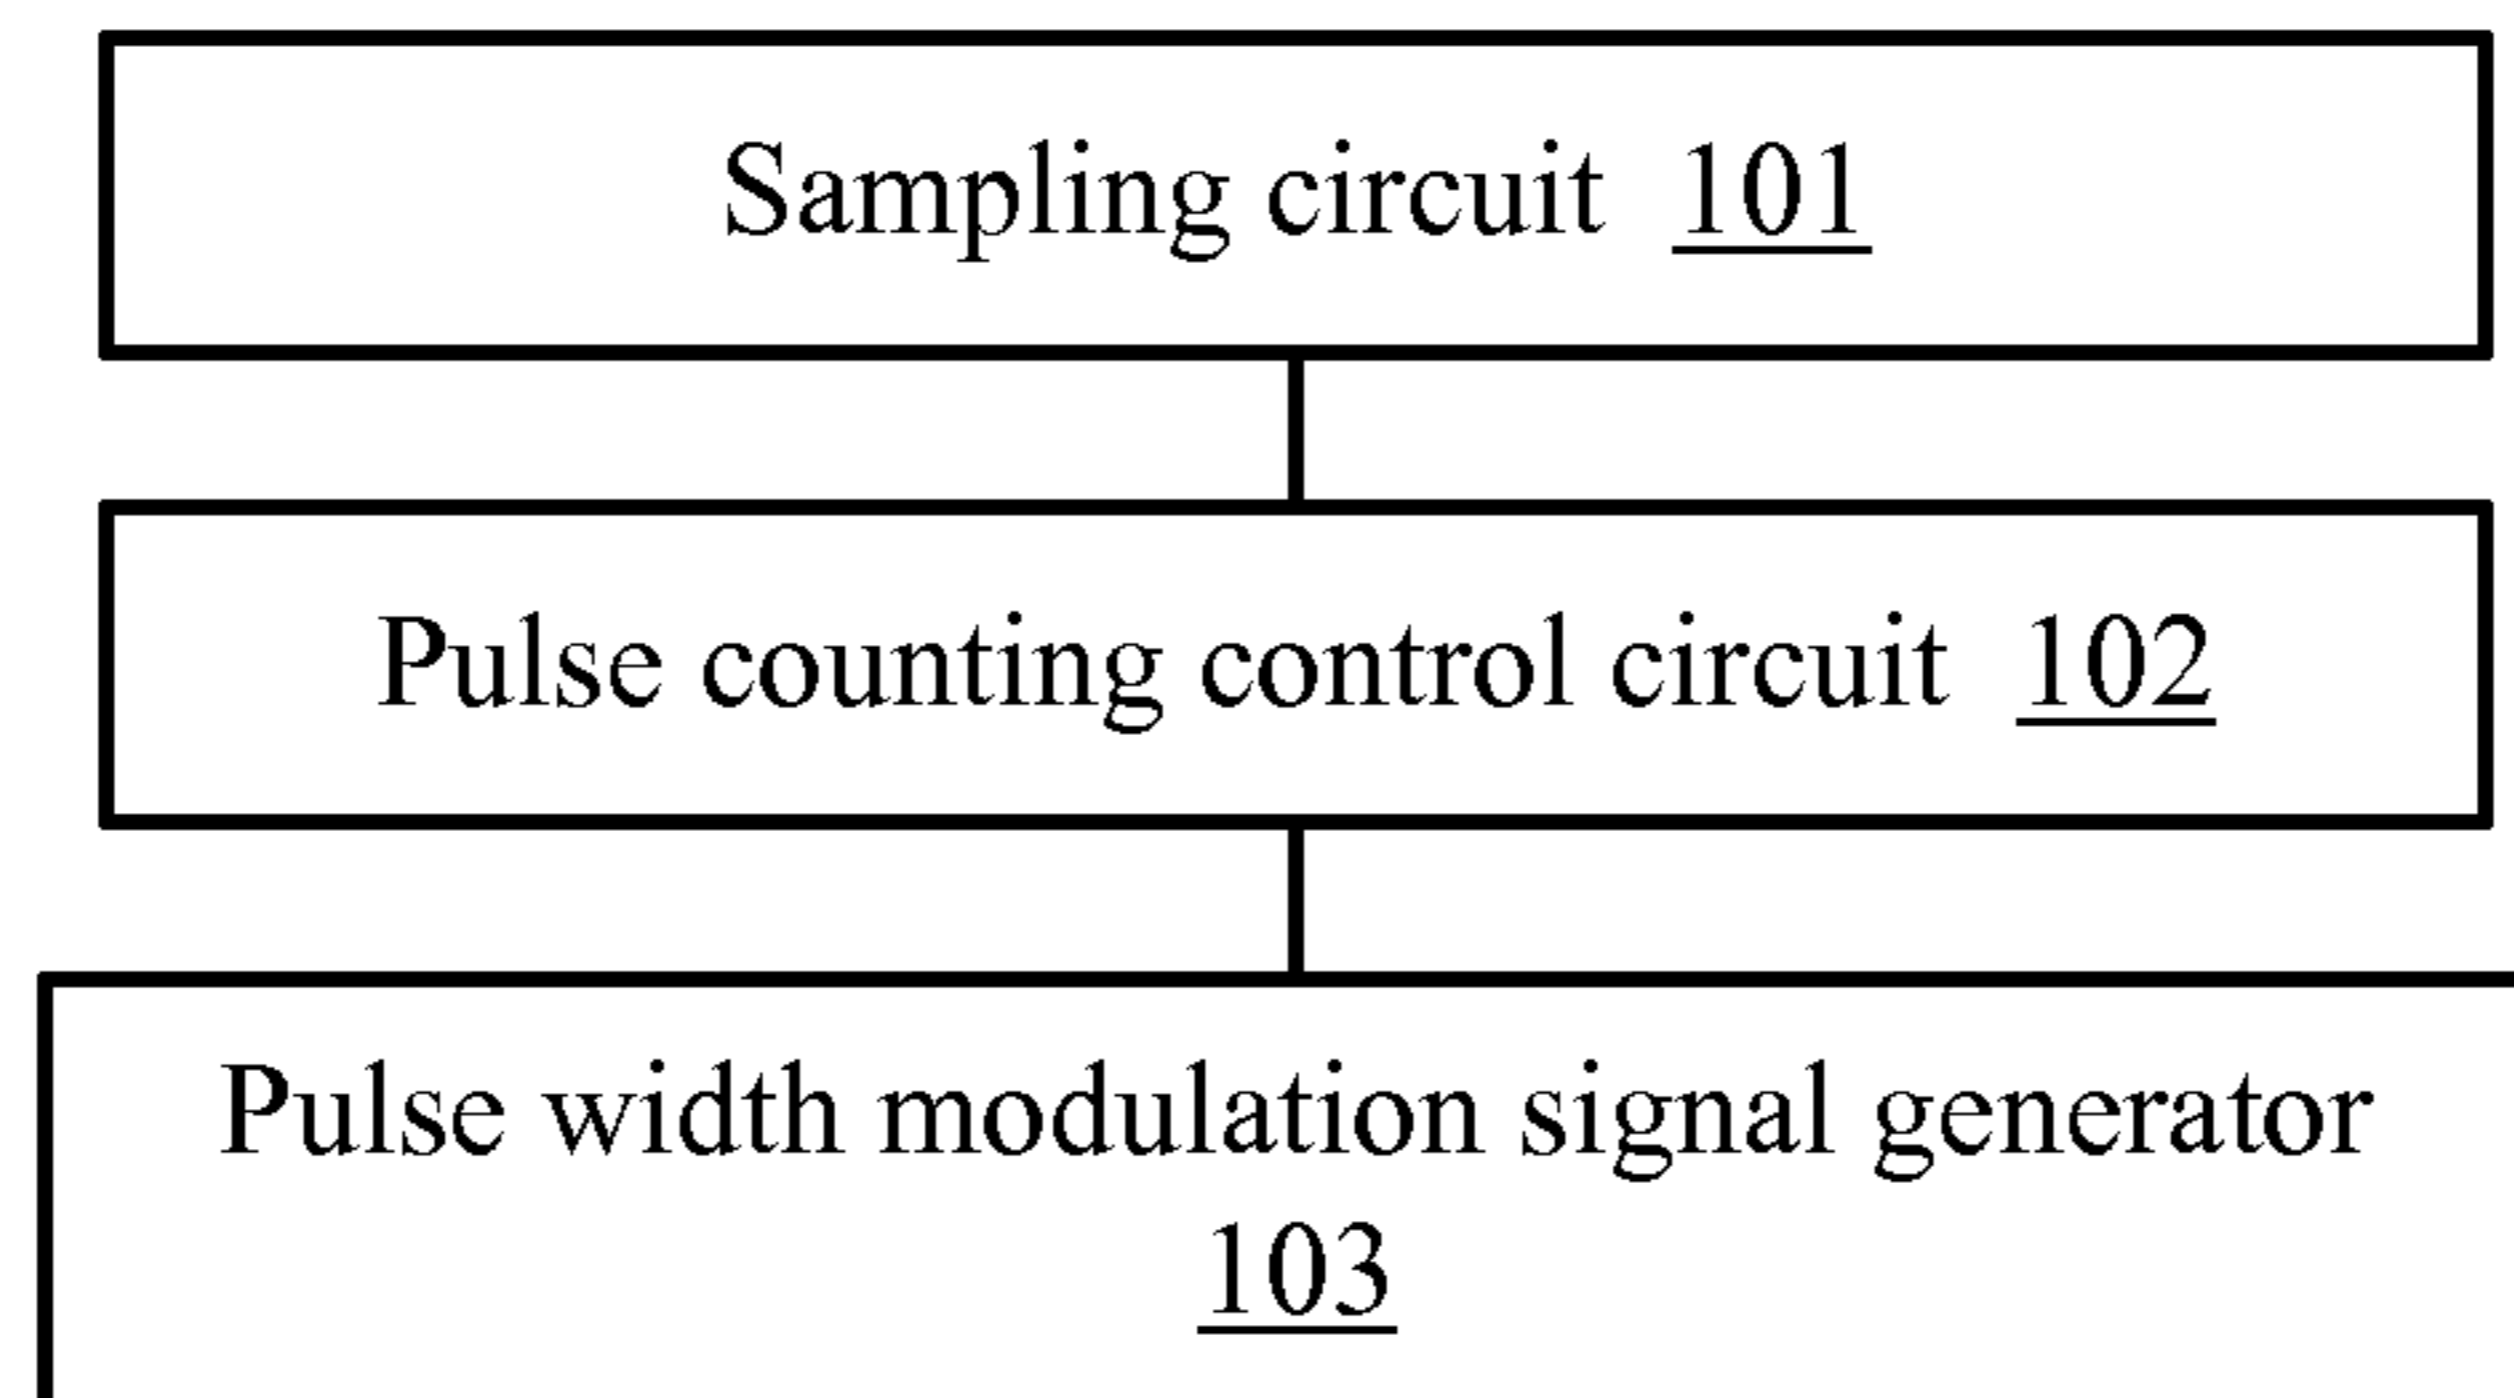 Sampling circuit 101
Pulse counting control circuit 102
Pulse width modulation signal generator
103